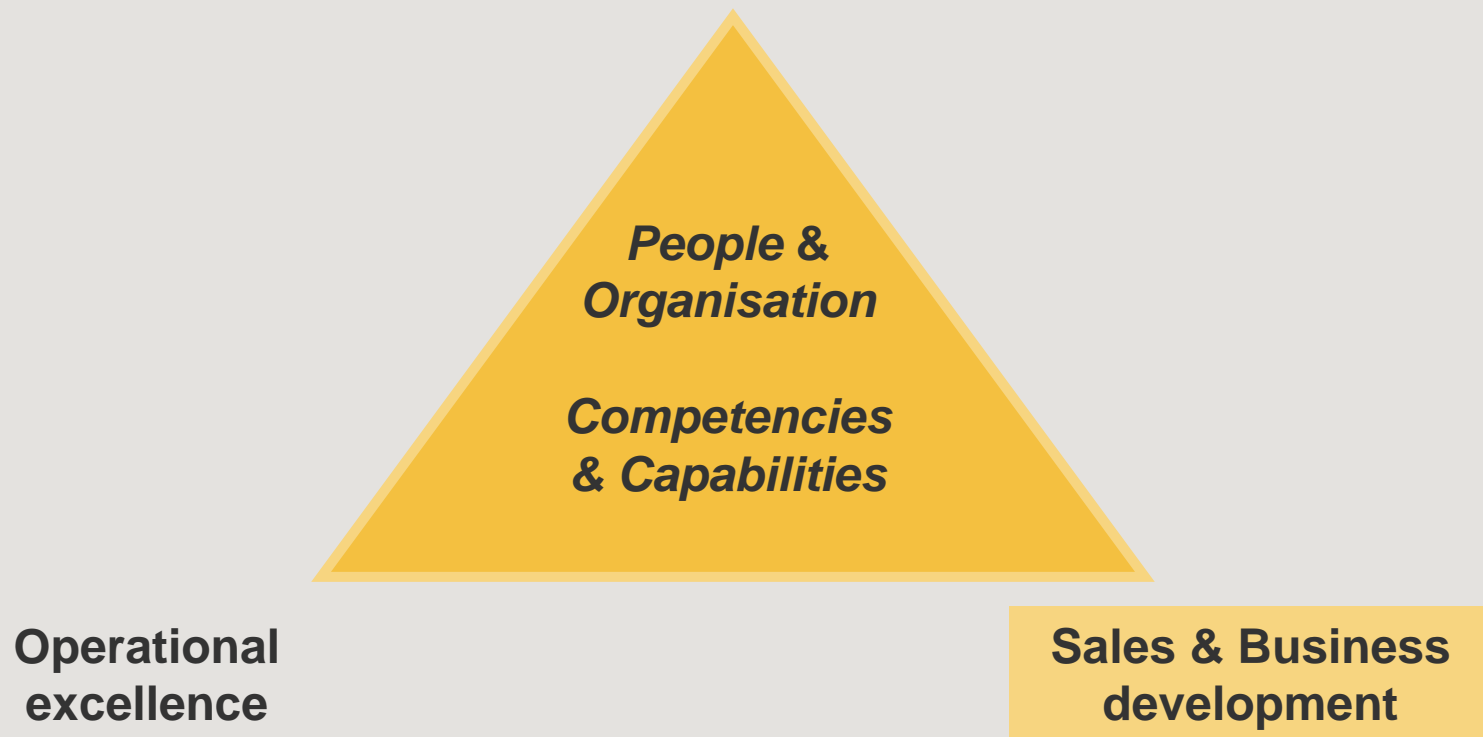 People &
Organisation
Competencies
& Capabilities
Operational
excellence
Sales & Business
development